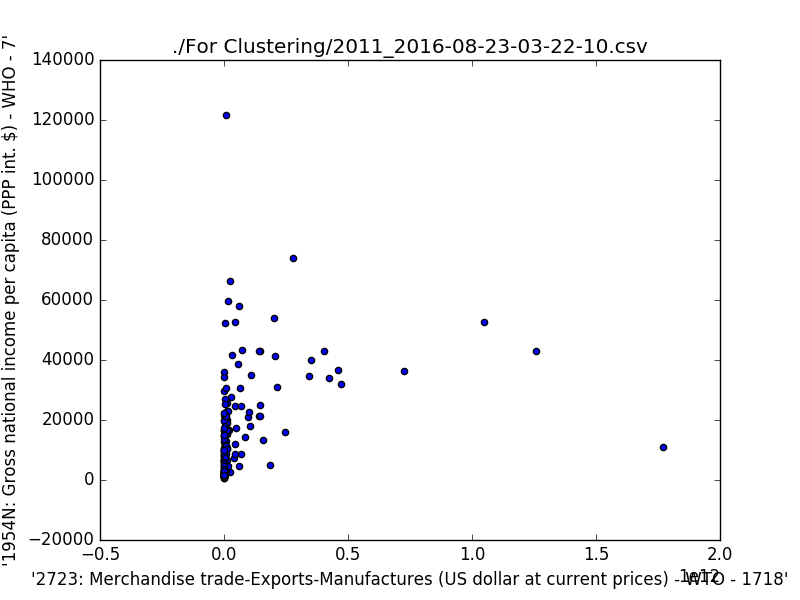 ./For Clustering/2011_2016-08-23-03-22-10.csv
'1954N: Gross national income per capita (PPP int. $) - WHO - 7'
140000
120000
100000
80000
60000
40000
20000
0
−20000
−0.5 0.0 0.5 1.0 1.5 2.0
1e12
'2723: Merchandise trade-Exports-Manufactures (US dollar at current prices) - WTO - 1718'